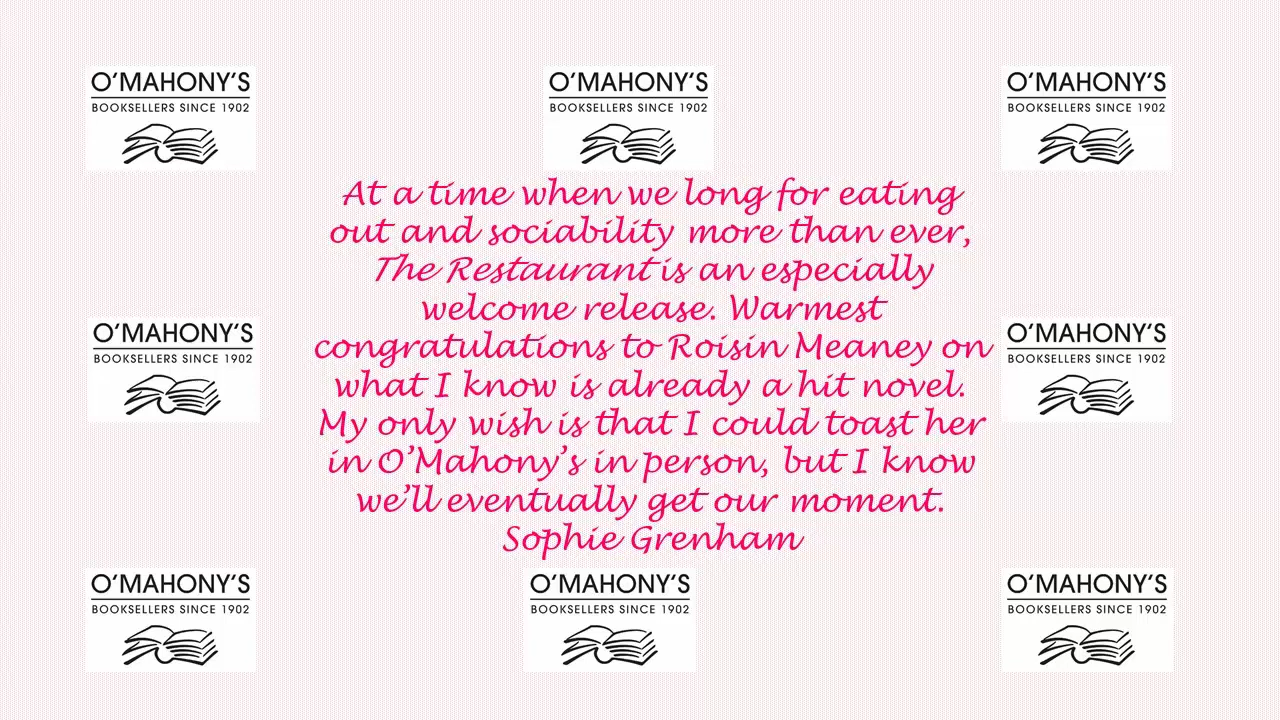 O'MAHONY'S
BOOKSELLERS SINCE 1902
O'MAHONY'S
BOOKSELLERS SINCE 1902
O'MAHONY'S
BOOKSELLERS SINCE 1902
At a time when we long for eating
out and sociability more than ever,
The Restaurant is an especially
welcome release. Warmest
congratulations to Roisin Meaney on
what I know is already a hit novel.
My only wish is that I could toast her
in O'Mahony's in person, but I know
we'll eventually get our moment.
Sophie Grenham
O'MAHONY'S
BOOKSELLERS SINCE 1902
O'MAHONY'S
BOOKSELLERS SINCE 1902
O'MAHONY'S
BOOKSELLERS SINCE 1902
O'MAHONY'S
BOOKSELLERS SINCE 1902
O'MAHONY'S
BOOKSELLERS SINCE 1902